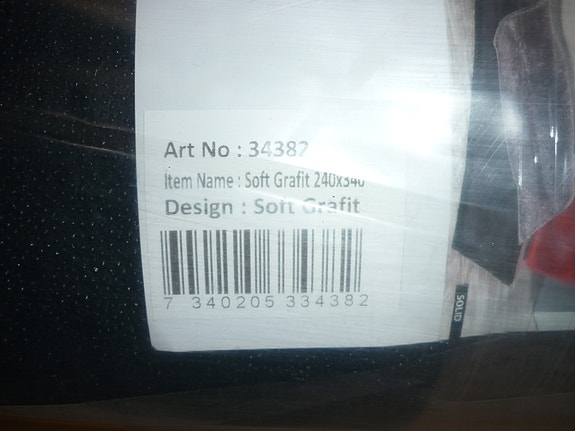 Art No : 34382
Item Name : Soft Grafit 240x340
Design : Soft Grafit
7 340205 334382
SOLID